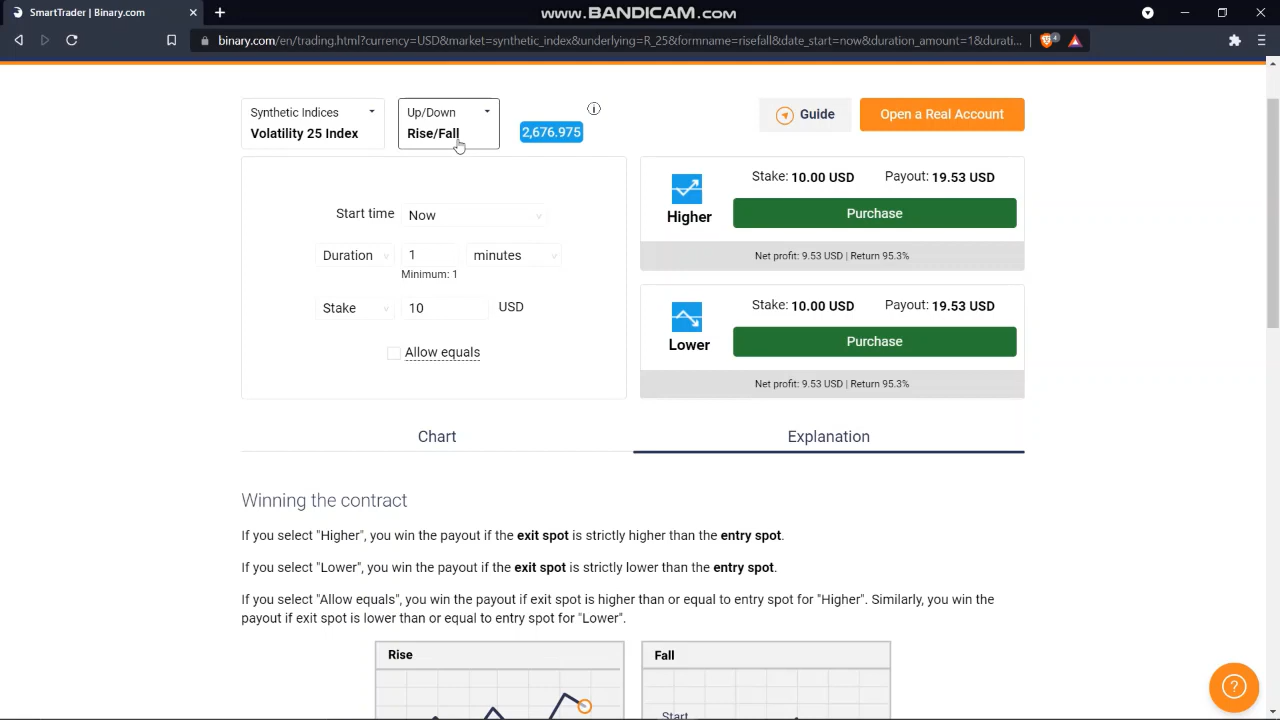 www.BANDICAM.com
SmartTrader | Binary.com
binary.com/en/trading.html?currency=USD&market=synthetic_index&underlying=R_25&formname=risefall&date_start=now&duration_amount=1&durati...
4
Synthetic Indices
Volatility 25 Index
Up/Down
Rise/Fall
2,676.975
Guide
Open a Real Account
Start time Now
Duration 1 minutes
Minimum: 1
Stake 10 USD
Allow equals
Stake: 10.00 USD Payout: 19.53 USD
Higher
Purchase
Net profit: 9.53 USD | Return 95.3%
Stake: 10.00 USD Payout: 19.53 USD
Lower
Purchase
Net profit: 9.53 USD | Return 95.3%
Chart
Explanation
Winning the contract
If you select "Higher", you win the payout if the exit spot is strictly higher than the entry spot.
If you select "Lower", you win the payout if the exit spot is strictly lower than the entry spot.
If you select "Allow equals", you win the payout if exit spot is higher than or equal to entry spot for "Higher". Similarly, you win the
payout if exit spot is lower than or equal to entry spot for "Lower".
Rise
Fall
Start